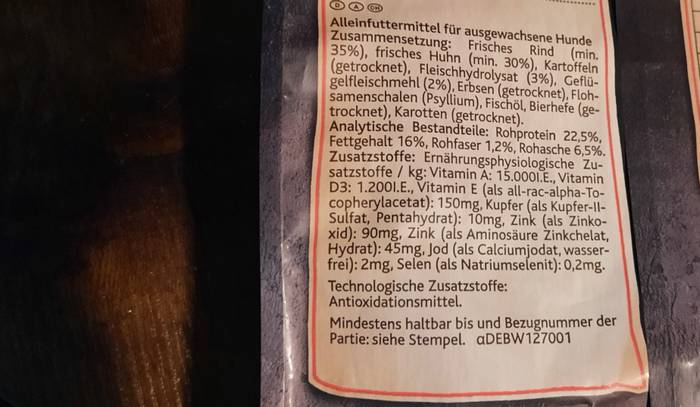 D A CH
Alleinfuttermittel für ausgewachsene Hunde
Zusammensetzung: Frisches Rind (min.
35%), frisches Huhn (min. 30%), Kartoffeln
(getrocknet), Fleischhydrolysat (3%), Geflü-
gelfleischmehl (2%), Erbsen (getrocknet), Floh-
samenschalen (Psyllium), Fischöl, Bierhefe (ge-
trocknet), Karotten (getrocknet).
Analytische Bestandteile: Rohprotein 22,5%,
Fettgehalt 16%, Rohfaser 1,2%, Rohasche 6,5%.
Zusatzstoffe: Ernährungsphysiologische Zu-
satzstoffe / kg: Vitamin A: 15.000I.E., Vitamin
D3: 1.200I.E., Vitamin E (als all-rac-alpha-To-
copherylacetat): 150mg, Kupfer (als Kupfer-II-
Sulfat, Pentahydrat): 10mg, Zink (als Zinko-
xid): 90mg, Zink (als Aminosäure Zinkchelat,
Hydrat): 45mg, Jod (als Calciumjodat, wasser-
frei): 2mg, Selen (als Natriumselenit): 0,2mg.
Technologische Zusatzstoffe:
Antioxidationsmittel.
Mindestens haltbar bis und Bezugnummer der
Partie: siehe Stempel. αDEBW127001